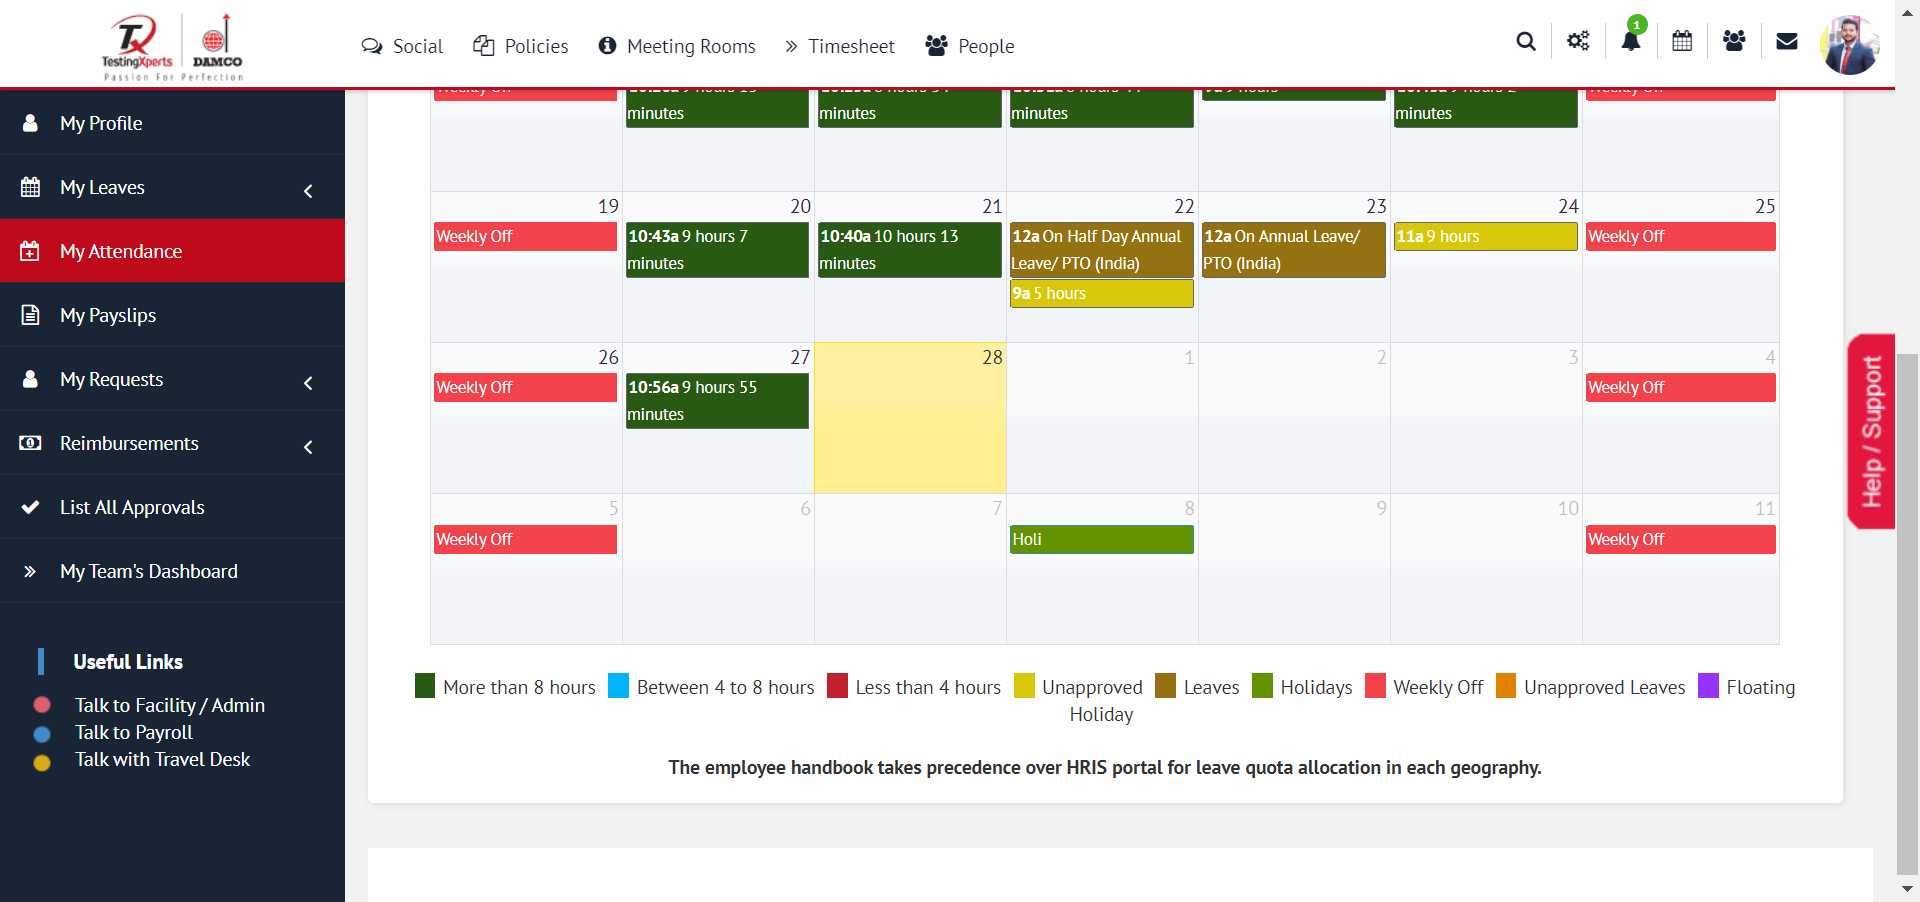 TestingXperts
DAMCO
Passion For Perfection
Social
Policies
Meeting Rooms
Timesheet
People
1
My Profile
My Leaves
My Attendance
My Payslips
My Requests
Reimbursements
List All Approvals
My Team's Dashboard
Useful Links
Talk to Facility / Admin
Talk to Payroll
Talk with Travel Desk
minutes
minutes
minutes
minutes
19
20
21
22
23
24
25
Weekly Off
10:43a 9 hours 7
minutes
10:40a 10 hours 13
minutes
12a On Half Day Annual
Leave/ PTO (India)
9a 5 hours
12a On Annual Leave/
PTO (India)
11a 9 hours
Weekly Off
26
27
28
1
2
3
4
Weekly Off
10:56a 9 hours 55
minutes
Weekly Off
5
6
7
8
9
10
11
Weekly Off
Holi
Weekly Off
More than 8 hours
Between 4 to 8 hours
Less than 4 hours
Unapproved
Leaves
Holidays
Weekly Off
Unapproved Leaves
Floating
Holiday
The employee handbook takes precedence over HRIS portal for leave quota allocation in each geography.
Help / Support